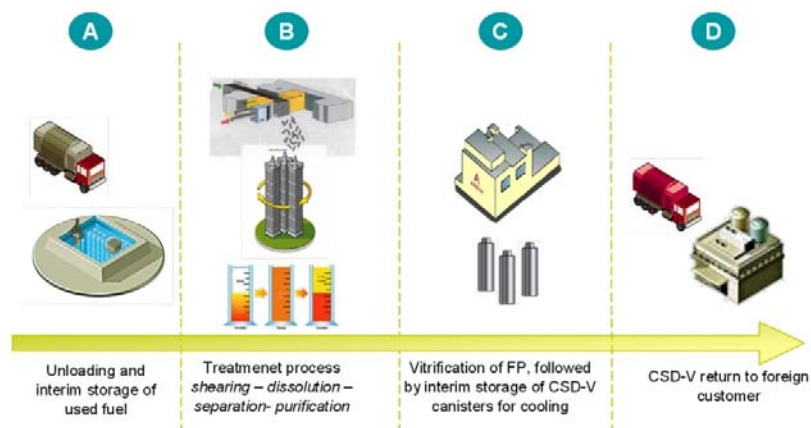 A
B
C
D
Unloading and
interim storage of
used fuel
Treatmenet process
shearing – dissolution –
separation- purification
Vitrification of FP, followed
by interim storage of CSD-V
canisters for cooling
CSD-V return to foreign
customer